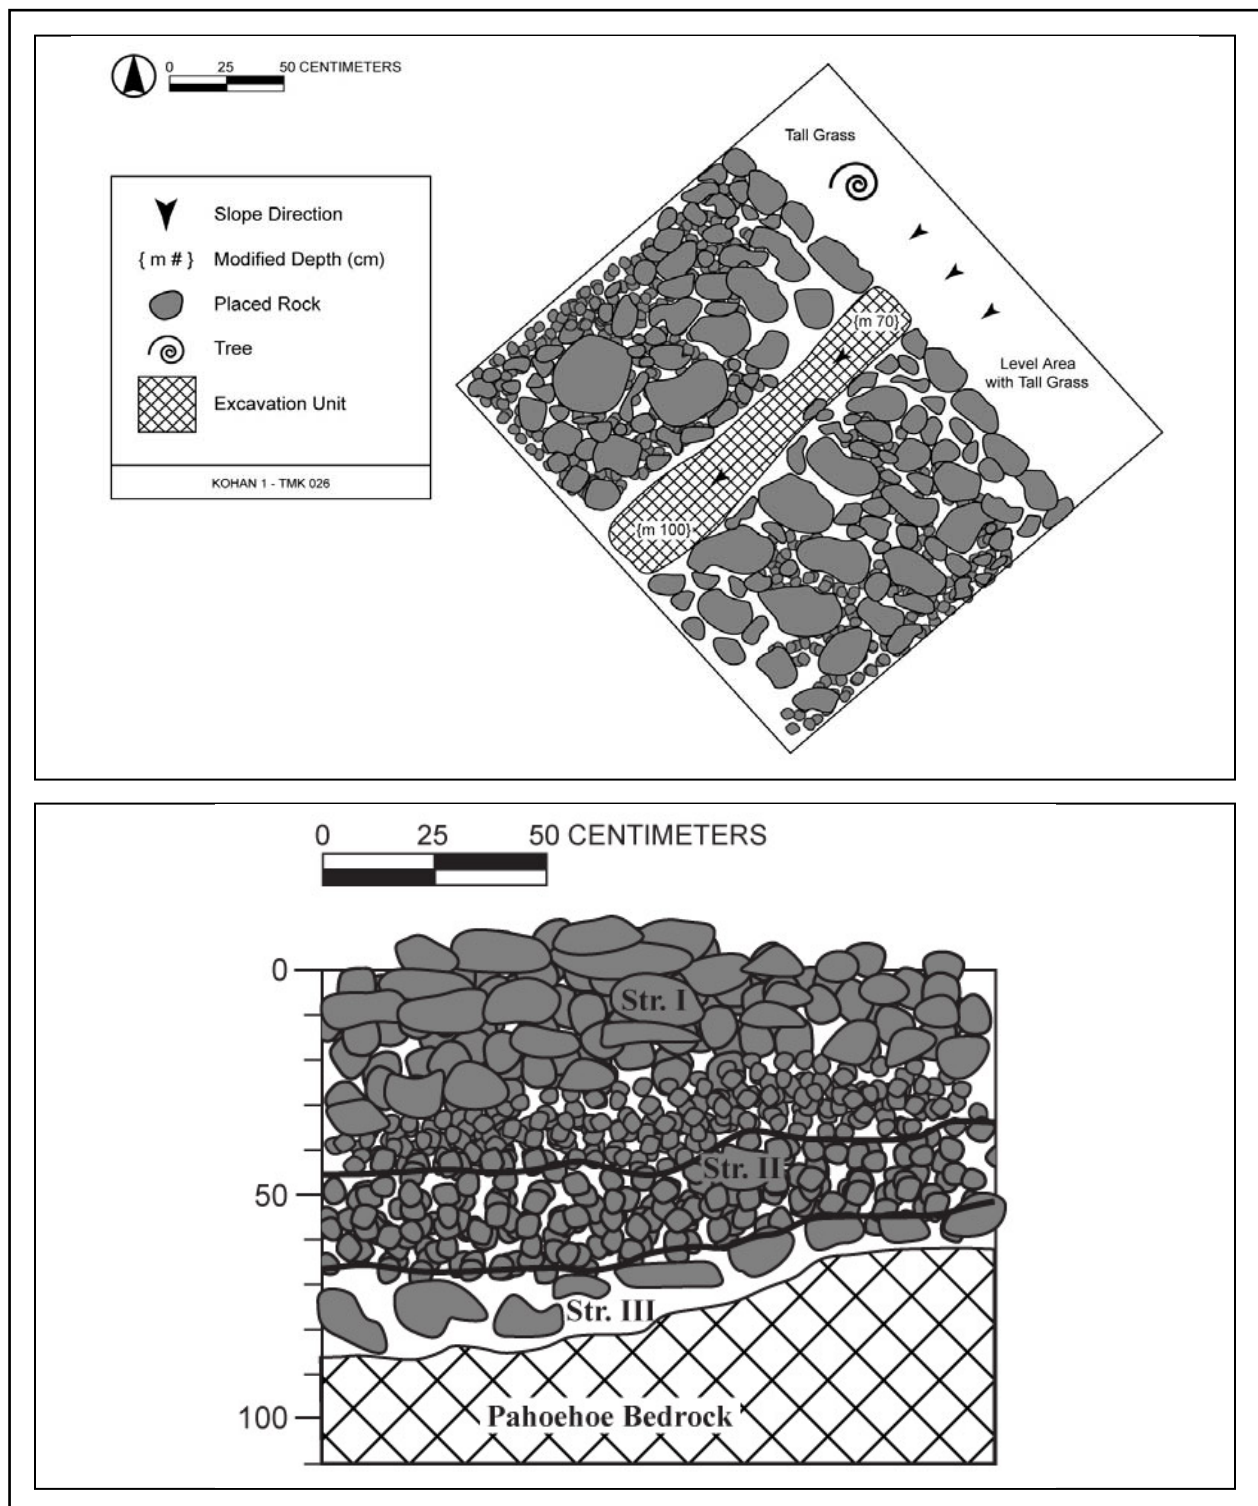 0 25 50 CENTIMETERS
Slope Direction
{ m # } Modified Depth (cm)
Placed Rock
Tree
Excavation Unit
KOHAN 1 - TMK 026
Tall Grass
{m 70}
Level Area
with Tall Grass
{m 100}
0 25 50 CENTIMETERS
0
Str. I
Str. II
50
Str. III
100
Pahoehoe Bedrock